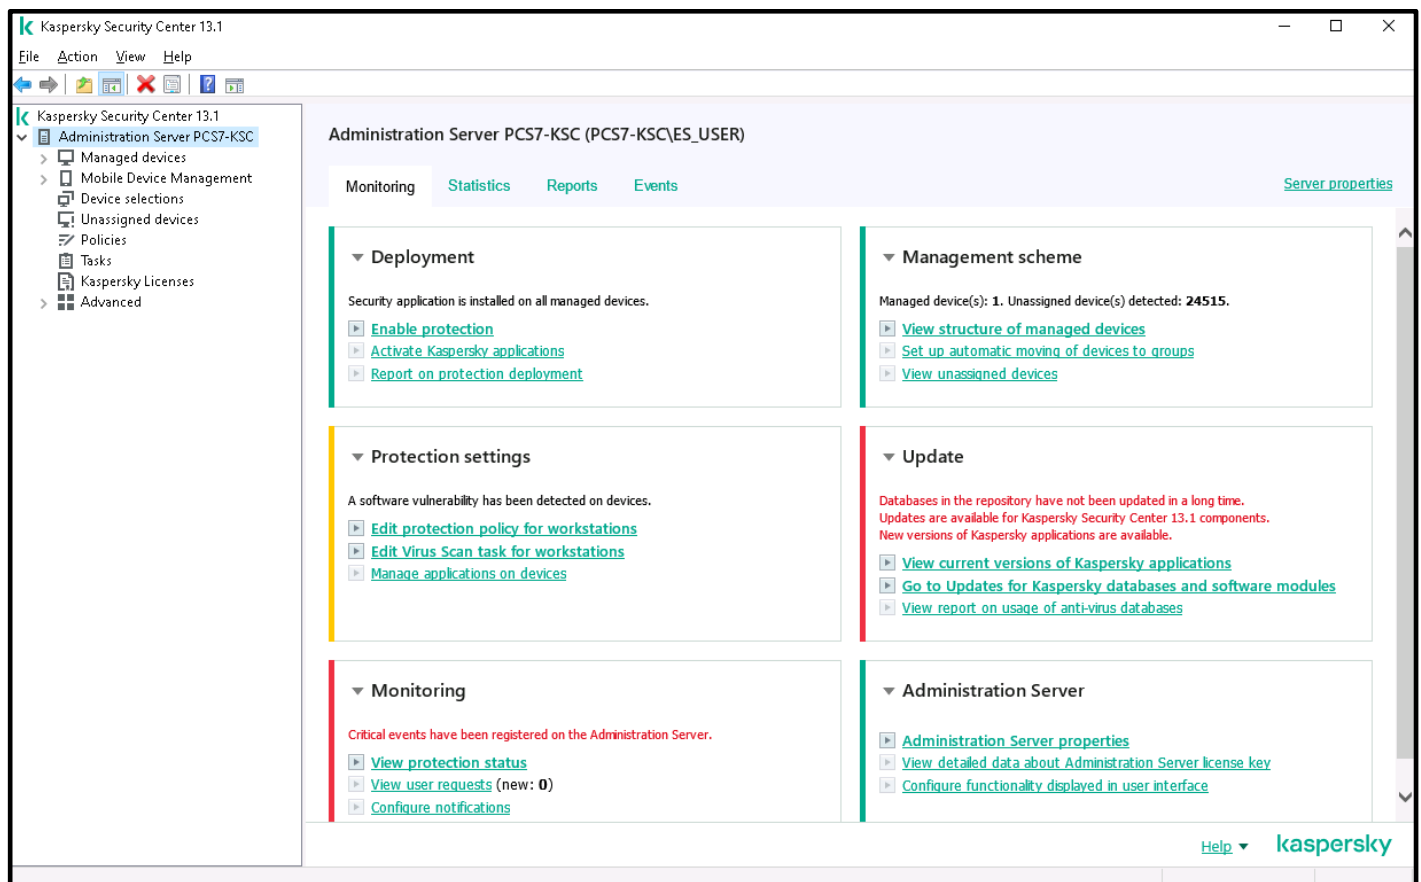 Kaspersky Security Center 13.1
File Action View Help
Kaspersky Security Center 13.1
Administration Server PCS7-KSC
Managed devices
Mobile Device Management
Device selections
Unassigned devices
Policies
Tasks
Kaspersky Licenses
Advanced
Administration Server PCS7-KSC (PCS7-KSC\ES_USER)
Monitoring Statistics Reports Events
Server properties
Deployment
Security application is installed on all managed devices.
Enable protection
Activate Kaspersky applications
Report on protection deployment
Management scheme
Managed device(s): 1. Unassigned device(s) detected: 24515.
View structure of managed devices
Set up automatic moving of devices to groups
View unassigned devices
Protection settings
A software vulnerability has been detected on devices.
Edit protection policy for workstations
Edit Virus Scan task for workstations
Manage applications on devices
Update
Databases in the repository have not been updated in a long time.
Updates are available for Kaspersky Security Center 13.1 components.
New versions of Kaspersky applications are available.
View current versions of Kaspersky applications
Go to Updates for Kaspersky databases and software modules
View report on usage of anti-virus databases
Monitoring
Critical events have been registered on the Administration Server.
View protection status
View user requests (new: 0)
Configure notifications
Administration Server
Administration Server properties
View detailed data about Administration Server license key
Configure functionality displayed in user interface
Help
kaspersky